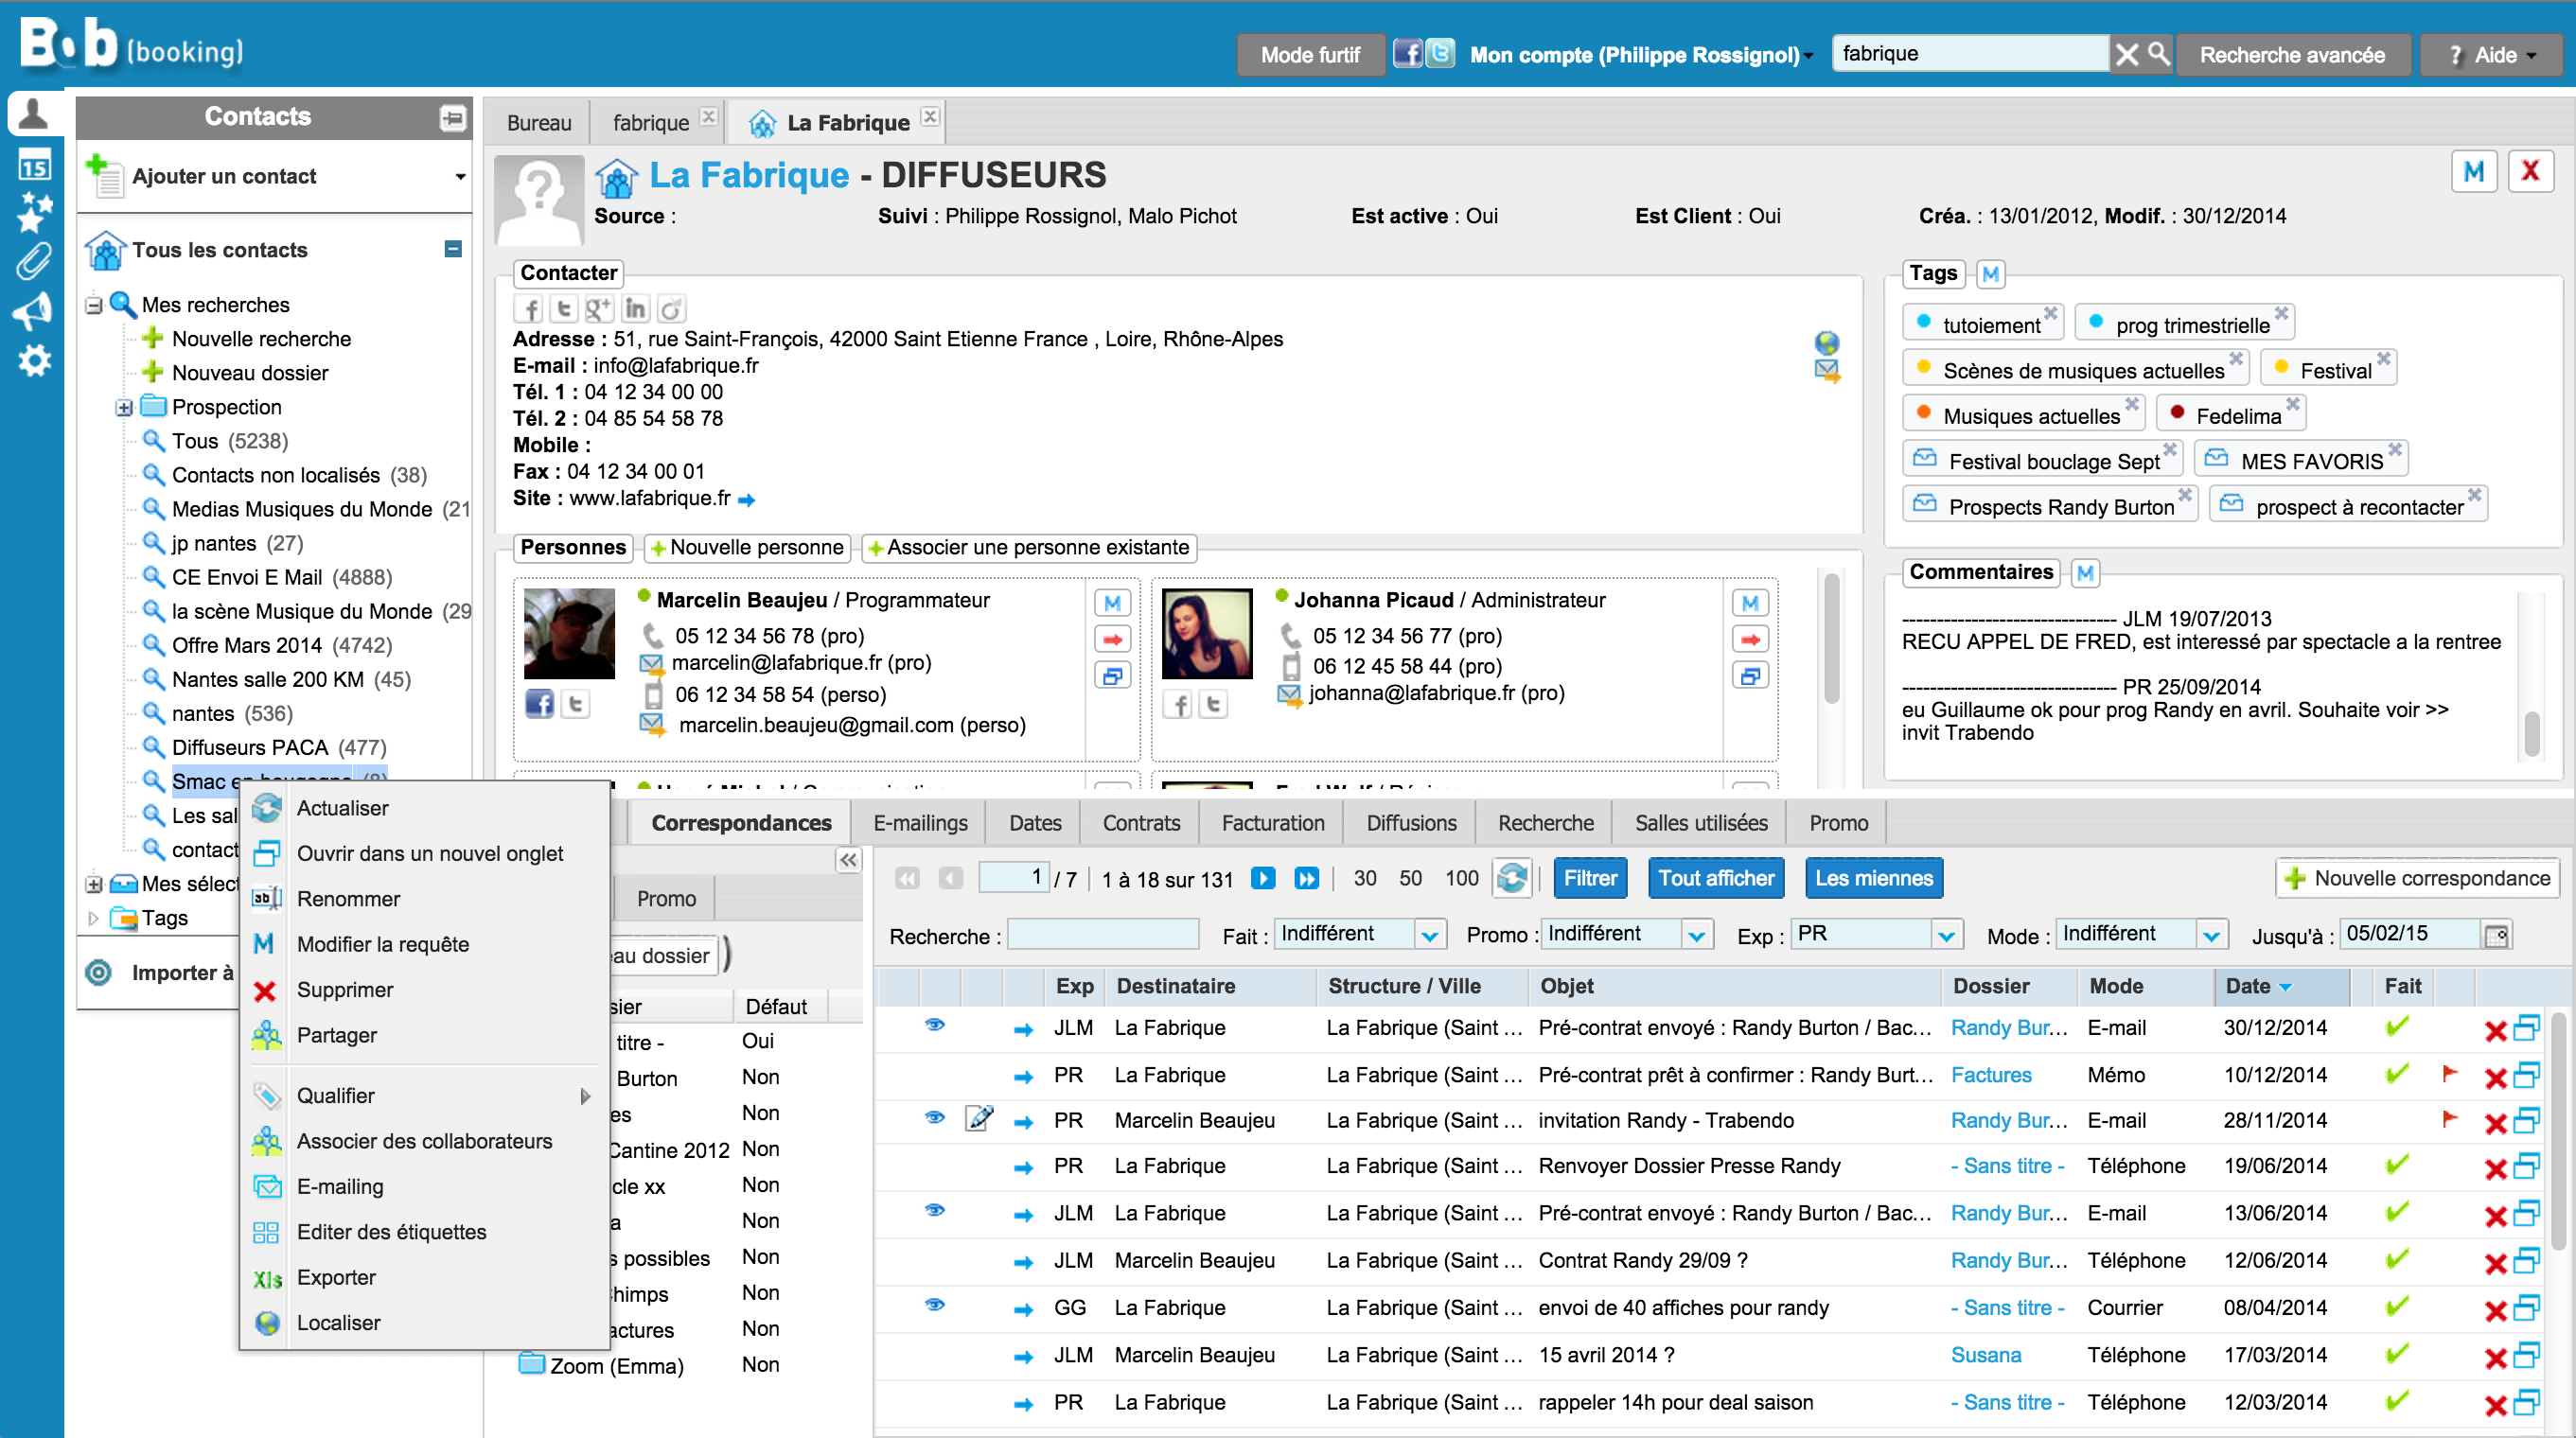 Bob (booking)
Mode furtif
Mon compte (Philippe Rossignol)
fabrique
Recherche avancée
? Aide
Contacts
Ajouter un contact
Tous les contacts
Mes recherches
Nouvelle recherche
Nouveau dossier
Prospection
Tous (5238)
Contacts non localisés (38)
Medias Musiques du Monde (21
jp nantes (27)
CE Envoi E Mail (4888)
la scène Musique du Monde (29
Offre Mars 2014 (4742)
Nantes salle 200 KM (45)
nantes (536)
Diffuseurs PACA (477)
Smac en bourgogne (8)
Les sal
contact
Mes sélect
Tags
Importer à
Actualiser
Ouvrir dans un nouvel onglet
Renommer
Modifier la requête
Supprimer
Partager
Qualifier
Associer des collaborateurs
E-mailing
Editer des étiquettes
Xls Exporter
Localiser
Bureau
fabrique
La Fabrique
La Fabrique - DIFFUSEURS
M X
Source :
Suivi : Philippe Rossignol, Malo Pichot
Est active : Oui
Est Client : Oui
Créa. : 13/01/2012, Modif. : 30/12/2014
Contacter
Adresse : 51, rue Saint-François, 42000 Saint Etienne France , Loire, Rhône-Alpes
E-mail : info@lafabrique.fr
Tél. 1 : 04 12 34 00 00
Tél. 2 : 04 85 54 58 78
Mobile :
Fax : 04 12 34 00 01
Site : www.lafabrique.fr
Tags M
tutoiement
prog trimestrielle
Scènes de musiques actuelles
Festival
Musiques actuelles
Fedelima
Festival bouclage Sept
MES FAVORIS
Prospects Randy Burton
prospect à recontacter
Personnes
Nouvelle personne
Associer une personne existante
Marcelin Beaujeu / Programmateur
05 12 34 56 78 (pro)
marcelin@lafabrique.fr (pro)
06 12 34 58 54 (perso)
marcelin.beaujeu@gmail.com (perso)
M
Johanna Picaud / Administrateur
05 12 34 56 77 (pro)
06 12 45 58 44 (pro)
johanna@lafabrique.fr (pro)
M
Commentaires M
------------------------------- JLM 19/07/2013
RECU APPEL DE FRED, est interessé par spectacle a la rentree
------------------------------- PR 25/09/2014
eu Guillaume ok pour prog Randy en avril. Souhaite voir >>
invit Trabendo
Correspondances
E-mailings
Dates
Contrats
Facturation
Diffusions
Recherche
Salles utilisées
Promo
Promo
au dossier )
sier Défaut
titre - Oui
Burton Non
es Non
Cantine 2012 Non
cle xx Non
a Non
s possibles Non
himps Non
actures Non
Zoom (Emma) Non
1 / 7
1 à 18 sur 131
30 50 100
Filtrer
Tout afficher
Les miennes
Nouvelle correspondance
Recherche :
Fait : Indifférent
Promo : Indifférent
Exp : PR
Mode : Indifférent
Jusqu'à : 05/02/15
Exp Destinataire Structure / Ville Objet Dossier Mode Date Fait
JLM La Fabrique La Fabrique (Saint ... Pré-contrat envoyé : Randy Burton / Bac... Randy Bur... E-mail 30/12/2014
PR La Fabrique La Fabrique (Saint ... Pré-contrat prêt à confirmer : Randy Burt... Factures Mémo 10/12/2014
PR Marcelin Beaujeu La Fabrique (Saint ... invitation Randy - Trabendo Randy Bur... E-mail 28/11/2014
PR La Fabrique La Fabrique (Saint ... Renvoyer Dossier Presse Randy - Sans titre - Téléphone 19/06/2014
JLM La Fabrique La Fabrique (Saint ... Pré-contrat envoyé : Randy Burton / Bac... Randy Bur... E-mail 13/06/2014
JLM Marcelin Beaujeu La Fabrique (Saint ... Contrat Randy 29/09 ? Randy Bur... Téléphone 12/06/2014
GG La Fabrique La Fabrique (Saint ... envoi de 40 affiches pour randy - Sans titre - Courrier 08/04/2014
JLM Marcelin Beaujeu La Fabrique (Saint ... 15 avril 2014 ? Susana Téléphone 17/03/2014
PR La Fabrique La Fabrique (Saint ... rappeler 14h pour deal saison - Sans titre - Téléphone 12/03/2014